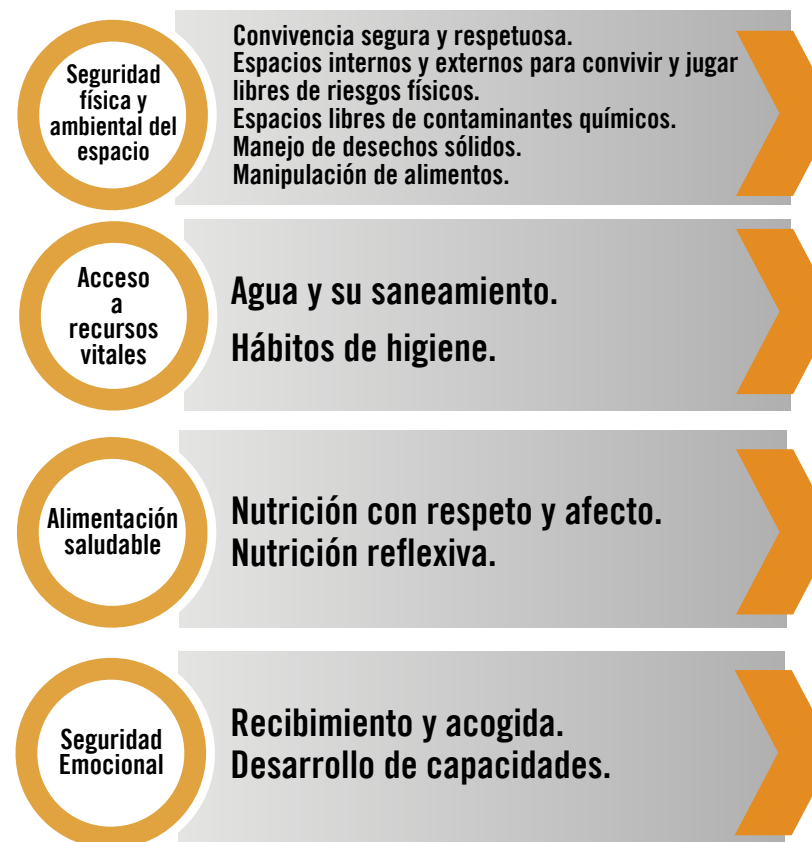 Seguridad
física y
ambiental del
espacio
Convivencia segura y respetuosa.
Espacios internos y externos para convivir y jugar
libres de riesgos físicos.
Espacios libres de contaminantes químicos.
Manejo de desechos sólidos.
Manipulación de alimentos.
Acceso
a
recursos
vitales
Agua y su saneamiento.
Hábitos de higiene.
Alimentación
saludable
Nutrición con respeto y afecto.
Nutrición reflexiva.
Seguridad
Emocional
Recibimiento y acogida.
Desarrollo de capacidades.